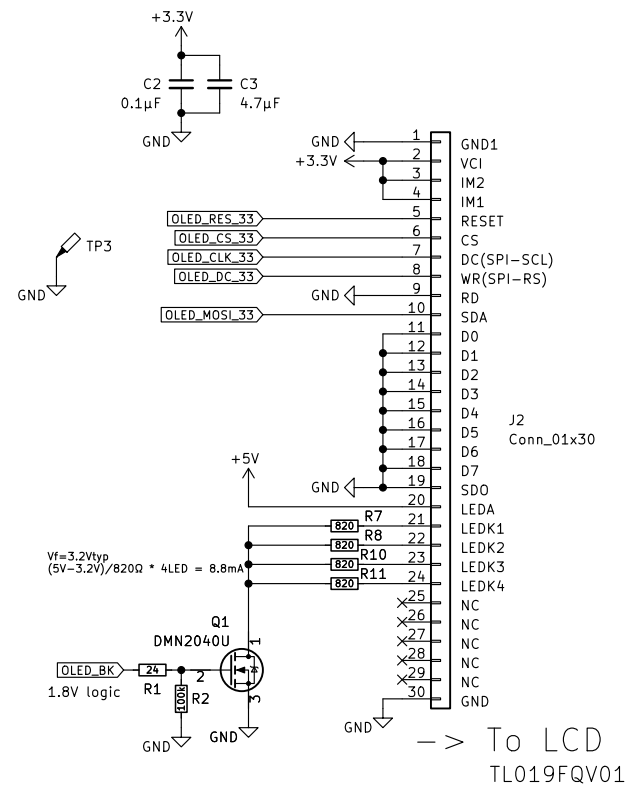 +3.3V
C2
0.1µF
C3
4.7µF
GND
GND 1 GND1
+3.3V 2 VCI
3 IM2
4 IM1
OLED_RES_33 5 RESET
OLED_CS_33 6 CS
OLED_CLK_33 7 DC(SPI-SCL)
OLED_DC_33 8 WR(SPI-RS)
GND 9 RD
OLED_MOSI_33 10 SDA
11 D0
12 D1
13 D2
14 D3
15 D4
16 D5
17 D6
18 D7
GND 19 SDO
20 LEDA
21 LEDK1
22 LEDK2
23 LEDK3
24 LEDK4
25 NC
26 NC
27 NC
28 NC
29 NC
30 GND
GND
J2
Conn_01x30
TP3
GND
+5V
R7
820
R8
820
R10
820
R11
820
Vf=3.2Vtyp
(5V-3.2V)/820Ω * 4LED = 8.8mA
Q1
DMN2040U
1
2
3
OLED_BK
24
1.8V logic
R1
100k
R2
GND
GND
-> To LCD
TL019FQV01